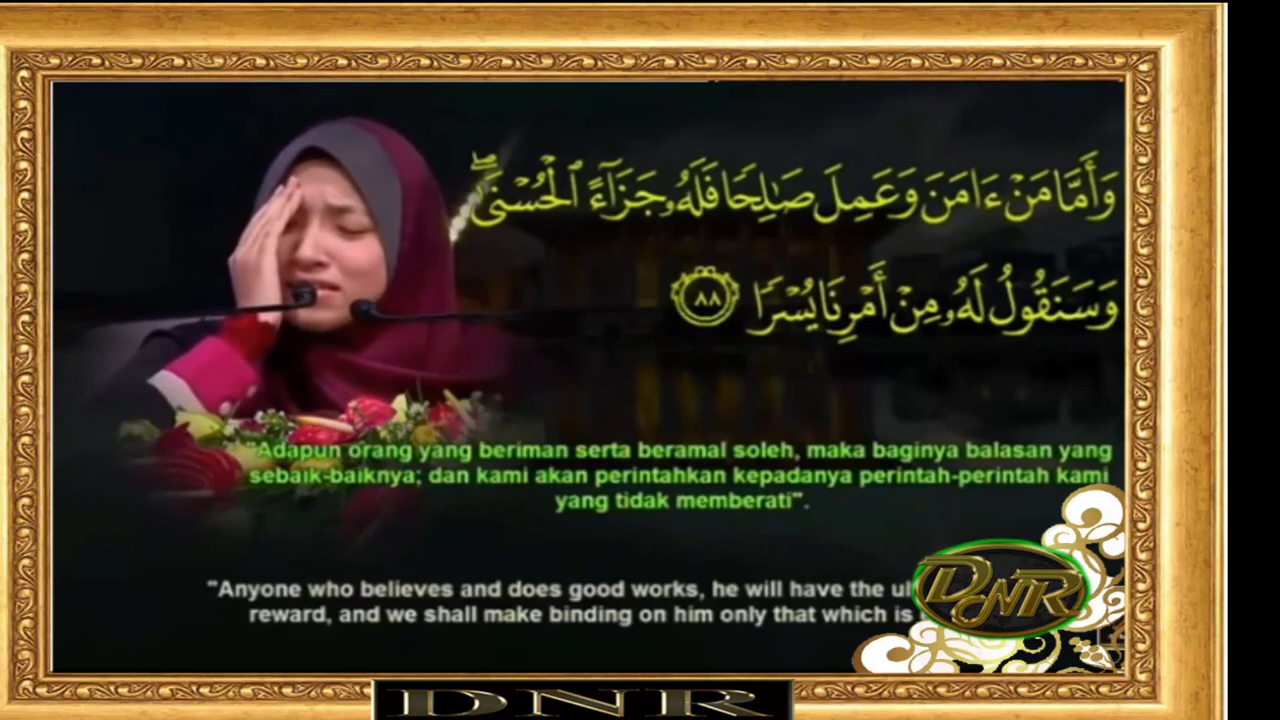 وَأَمَّا مَنْ ءَامَنَ وَعَمِلَ صَٰلِحًا فَلَهُۥ جَزَآءً ٱلْحُسْنَىٰ ۖ
وَسَنَقُولُ لَهُۥ مِنْ أَمْرِنَا يُسْرًا ٨٨
"Adapun orang yang beriman serta beramal soleh, maka baginya balasan yang
sebaik-baiknya; dan kami akan perintahkan kepadanya perintah-perintah kami
yang tidak memberati".
"Anyone who believes and does good works, he will have the
reward, and we shall make binding on him only that which is
DNR
DNR